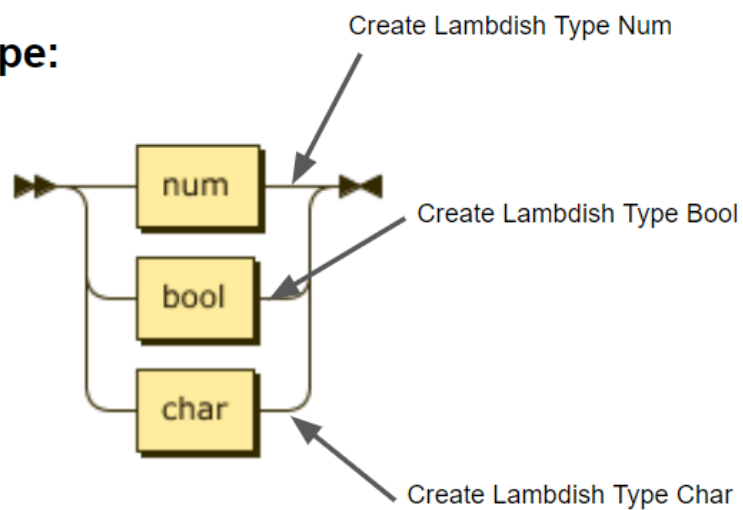 Create Lambdish Type Num
pe:
num
Create Lambdish Type Bool
bool
char
Create Lambdish Type Char